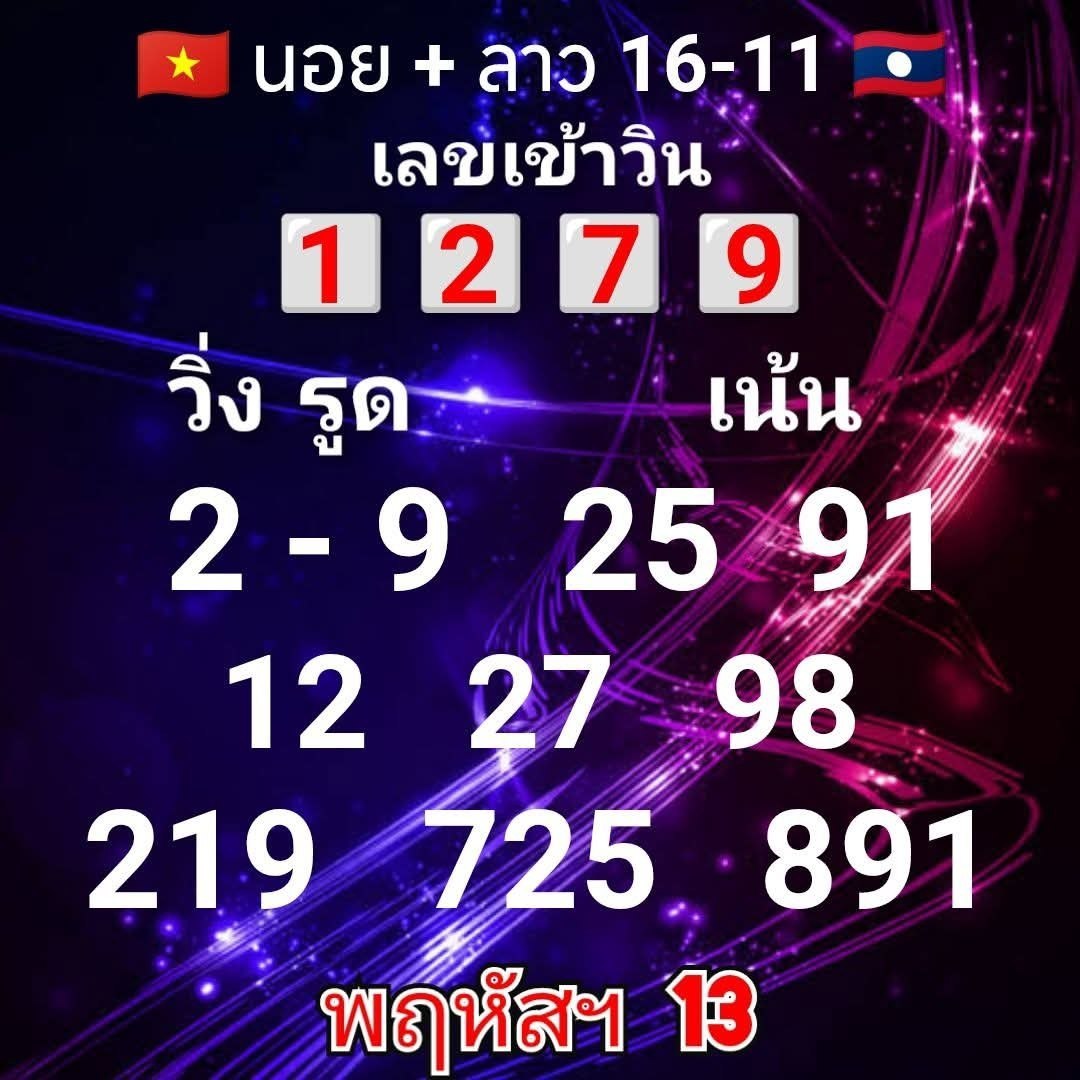 นอย + ลาว 16-11
เลขเข้าวิน
1 2 7 9
วิ่ง รูด เน้น
2 - 9 25 91
12 27 98
219 725 891
พฤหัสฯ 13